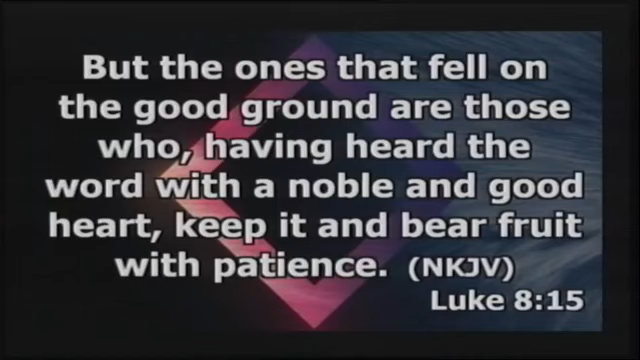 But the ones that fell on
the good ground are those
who, having heard the
word with a noble and good
heart, keep it and bear fruit
with patience. (NKJV)
Luke 8:15